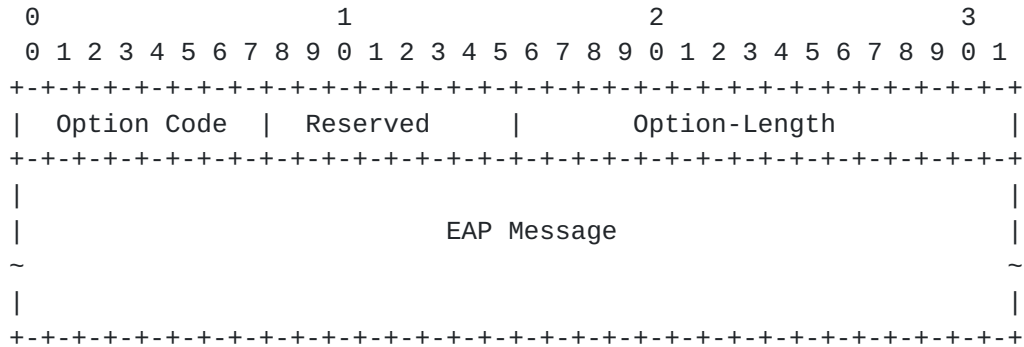 0                   1                   2                   3
 0 1 2 3 4 5 6 7 8 9 0 1 2 3 4 5 6 7 8 9 0 1 2 3 4 5 6 7 8 9 0 1
+-+-+-+-+-+-+-+-+-+-+-+-+-+-+-+-+-+-+-+-+-+-+-+-+-+-+-+-+-+-+-+-+
|  Option Code  |  Reserved     |       Option-Length           |
+-+-+-+-+-+-+-+-+-+-+-+-+-+-+-+-+-+-+-+-+-+-+-+-+-+-+-+-+-+-+-+-+
|                                                               |
|                           EAP Message                         |
~                                                               ~
|                                                               |
+-+-+-+-+-+-+-+-+-+-+-+-+-+-+-+-+-+-+-+-+-+-+-+-+-+-+-+-+-+-+-+-+